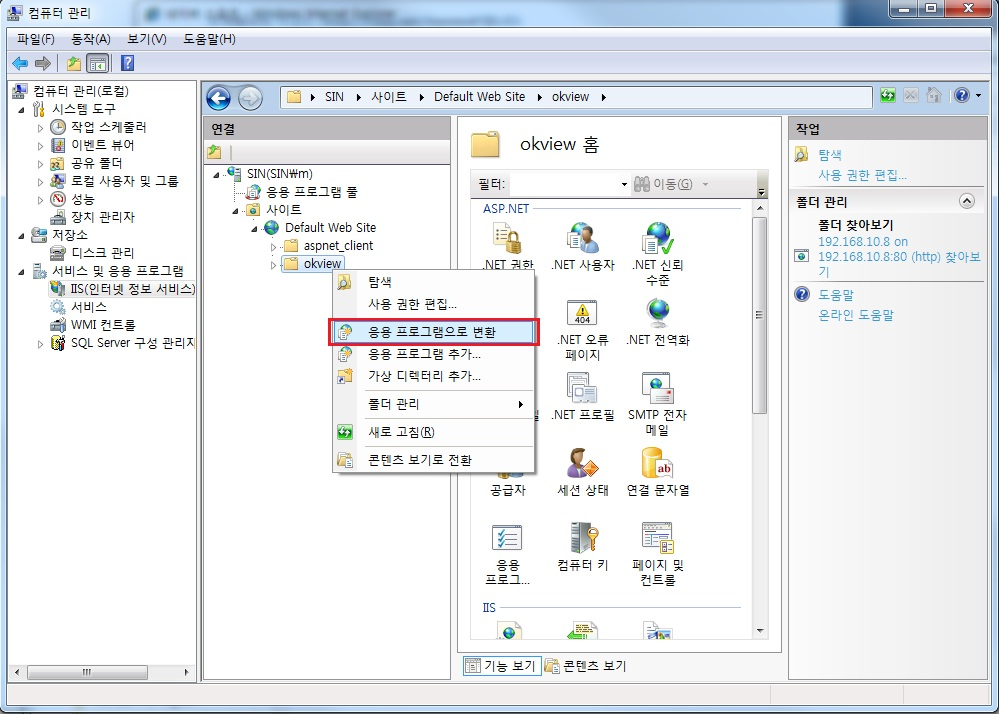 컴퓨터 관리
파일(F) 동작(A) 보기(V) 도움말(H)
컴퓨터 관리(로컬)
시스템 도구
작업 스케줄러
이벤트 뷰어
공유 폴더
로컬 사용자 및 그룹
성능
장치 관리자
저장소
디스크 관리
서비스 및 응용 프로그램
IIS(인터넷 정보 서비스)
서비스
WMI 컨트롤
SQL Server 구성 관리자
SIN 사이트 Default Web Site okview
연결
SIN(SIN₩m)
응용 프로그램 풀
사이트
Default Web Site
aspnet_client
okview
탐색
사용 권한 편집...
응용 프로그램으로 변환
응용 프로그램 추가...
가상 디렉터리 추가...
폴더 관리
새로 고침(R)
콘텐츠 보기로 전환
okview 홈
필터: 이동(G)
ASP.NET
.NET 권한 .NET 사용자 .NET 신뢰
수준
404
.NET 오류 .NET 전역화
페이지
.NET 프로필 SMTP 전자
메일
ab
공급자 세션 상태 연결 문자열
응용 컴퓨터 키 페이지 및
프로그... 컨트롤
IIS
기능 보기 콘텐츠 보기
작업
탐색
사용 권한 편집...
폴더 관리
폴더 찾아보기
192.168.10.8 on
192.168.10.8:80 (http) 찾아보
기
도움말
온라인 도움말